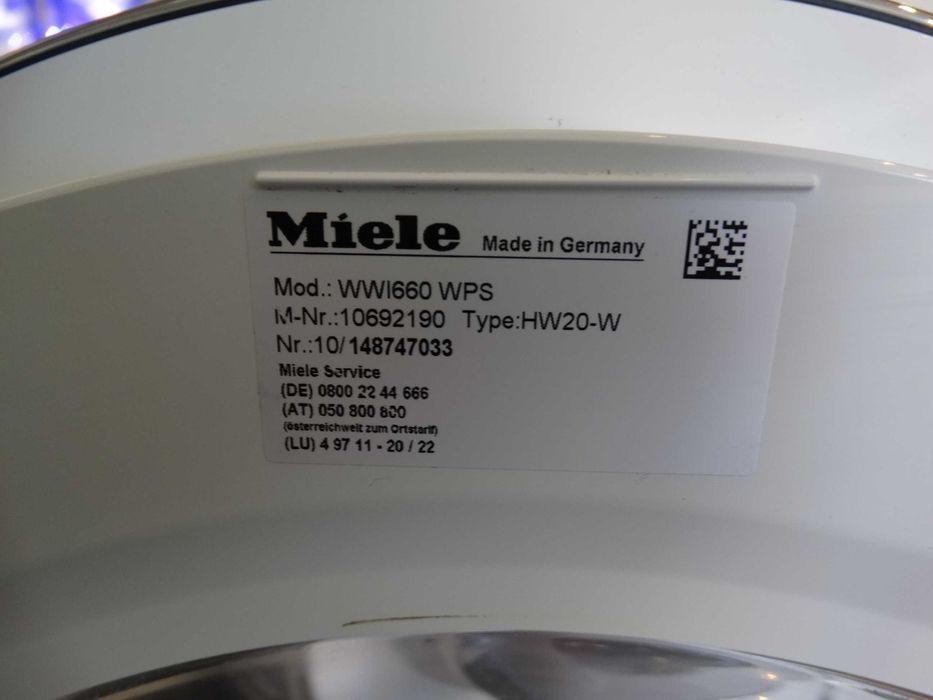 Miele Made in Germany
Mod.: WWI660 WPS
M-Nr.:10692190 Type:HW20-W
Nr.:10/148747033
Miele Service
(DE) 0800 22 44 666
(AT) 050 800 800
(österreichweit zum Ortstarif)
(LU) 4 97 11 - 20 / 22